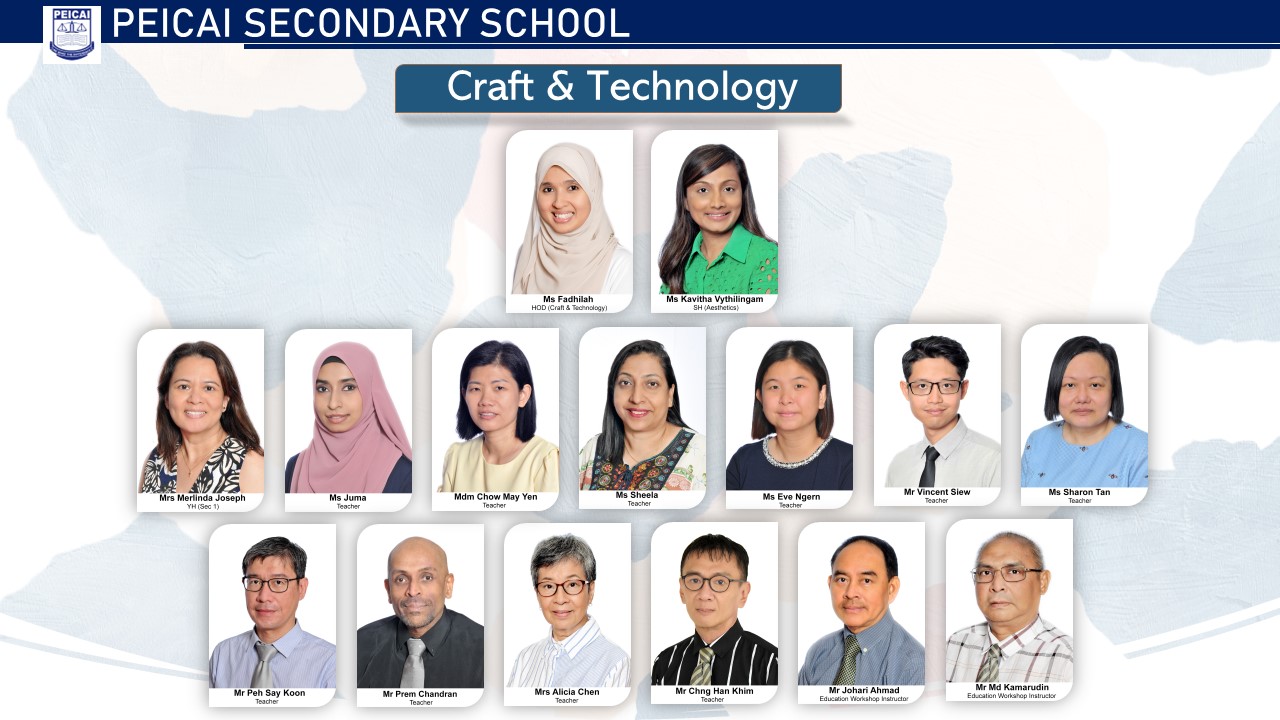 PEICAI
PEICAI SECONDARY SCHOOL
Craft & Technology
Ms Fadhilah
HOD (Craft & Technology)
Ms Kavitha Vythilingam
SH (Aesthetics)
Mrs Merlinda Joseph
YH (Sec 1)
Ms Juma
Teacher
Mdm Chow May Yen
Teacher
Ms Sheela
Teacher
Ms Eve Ngern
Teacher
Mr Vincent Siew
Teacher
Ms Sharon Tan
Teacher
Mr Peh Say Koon
Teacher
Mr Prem Chandran
Teacher
Mrs Alicia Chen
Teacher
Mr Chng Han Khim
Teacher
Mr Johari Ahmad
Education Workshop Instructor
Mr Md Kamarudin
Education Workshop Instructor